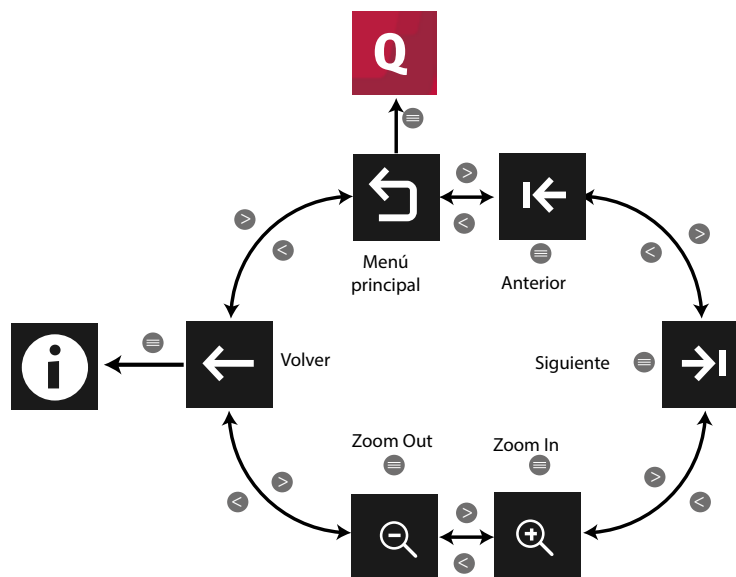 Q
Menú
principal
Anterior
Volver
Siguiente
Zoom Out
Zoom In